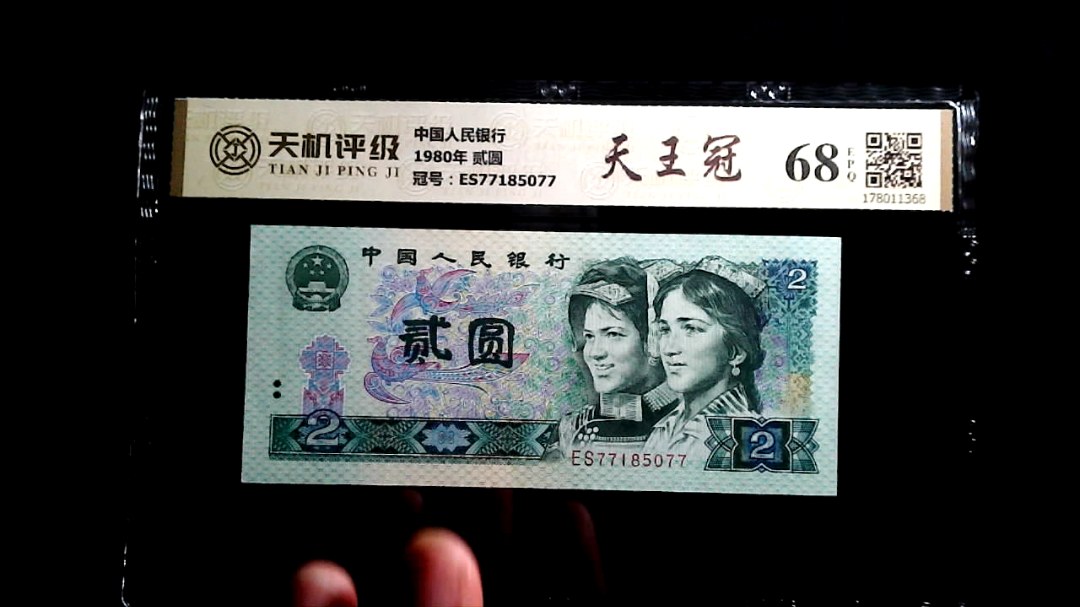 天机评级
TIAN JI PING JI
中国人民银行
1980年 贰圆
冠号：ES77185077
天王冠
68
EPQ
178011368
中国人民银行
2
贰圆
2
ES77185077
2